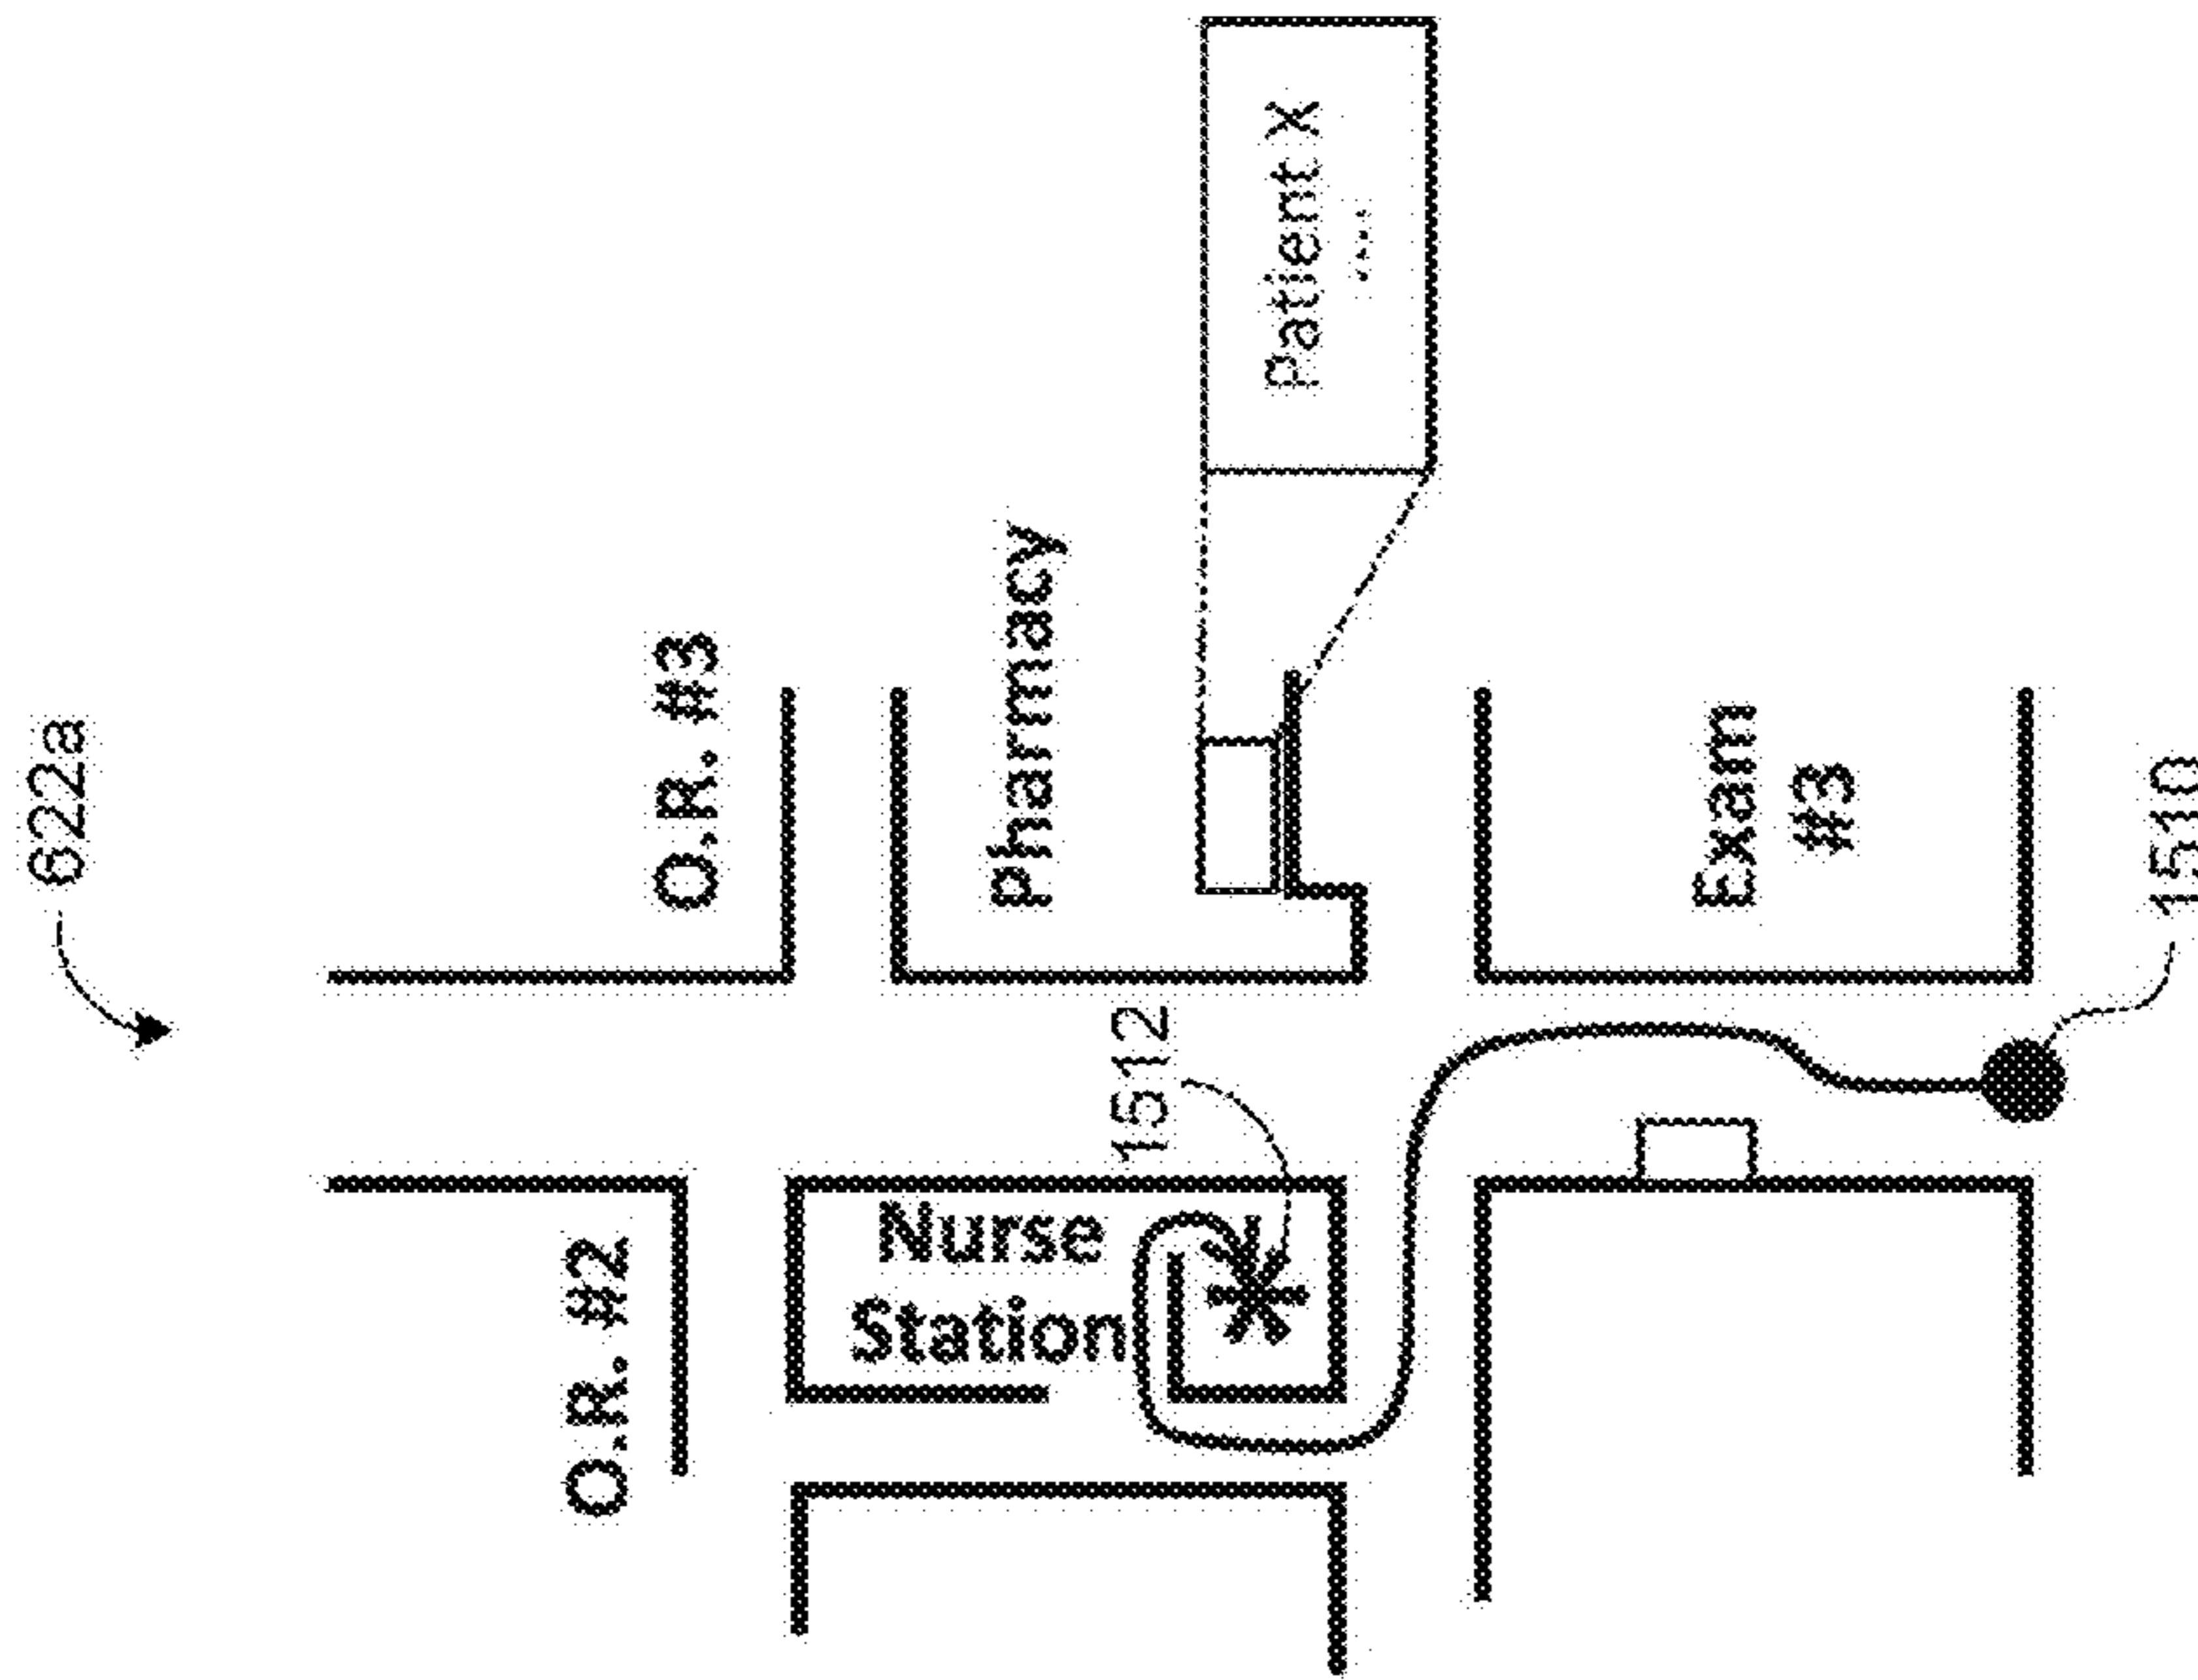 622a
O.R. #2
O.R. #3
Nurse
Station
Pharmacy
1512
Patient X
....
Exam
#3
1510